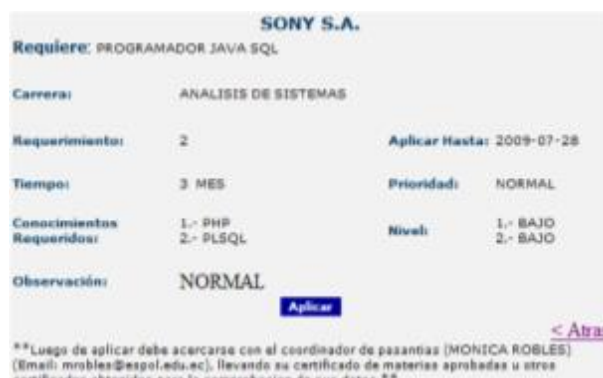 SONY S.A.
Requiere: PROGRAMADOR JAVA SQL
Carrera: ANALISIS DE SISTEMAS
Requerimiento: 2 Aplicar Hasta: 2009-07-28
Tiempo: 3 MES Prioridad: NORMAL
Conocimientos Requeridos: 1.- PHP Nivel: 1.- BAJO
2.- PLSQL 2.- BAJO
Observación: NORMAL
Aplicar
< Atras
**Luego de aplicar debe acercarse con el coordinador de pasantias (MONICA ROBLES)
(Email: mrobles@espol.edu.ec), llevando su certificado de materias aprobadas u otros